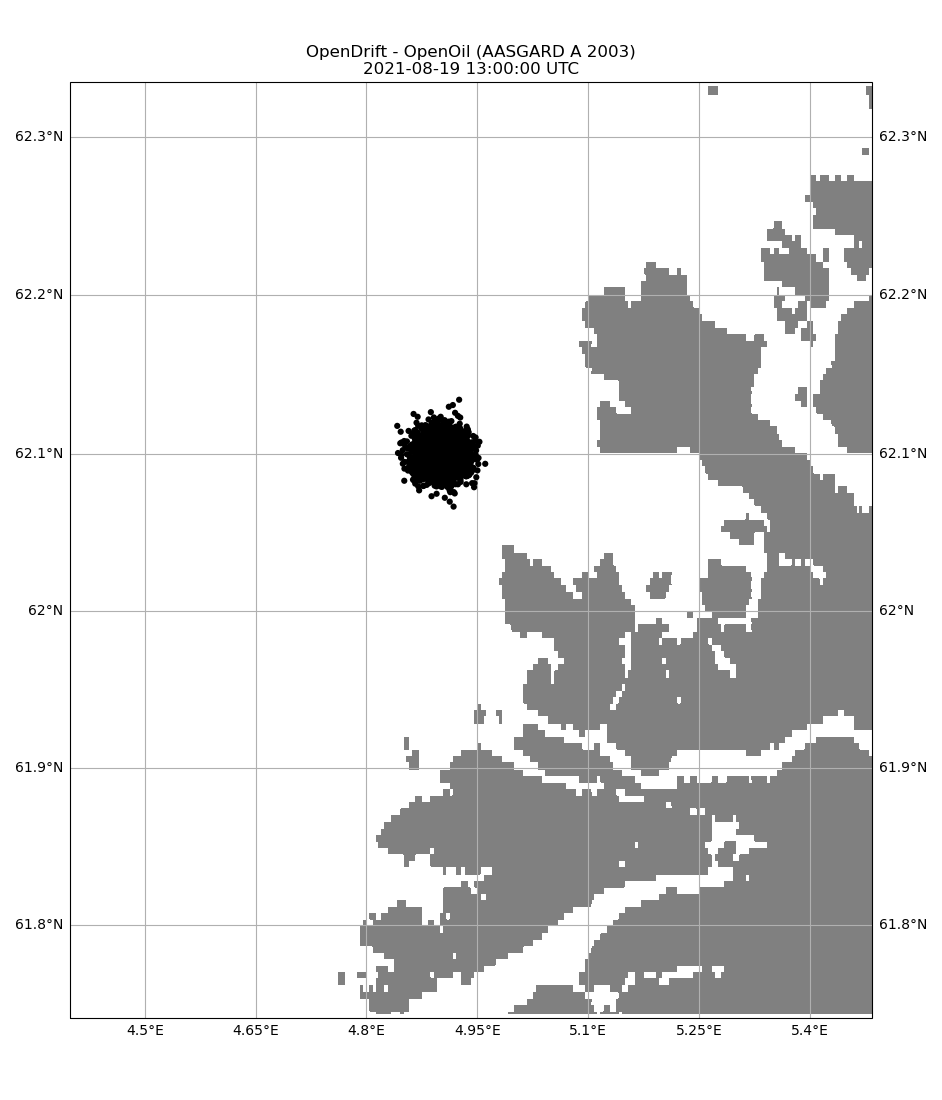 OpenDrift - OpenOil (AASGARD A 2003)
2021-08-19 13:00:00 UTC
62.3°N 62.3°N
62.2°N 62.2°N
62.1°N 62.1°N
62°N 62°N
61.9°N 61.9°N
61.8°N 61.8°N
4.5°E 4.65°E 4.8°E 4.95°E 5.1°E 5.25°E 5.4°E